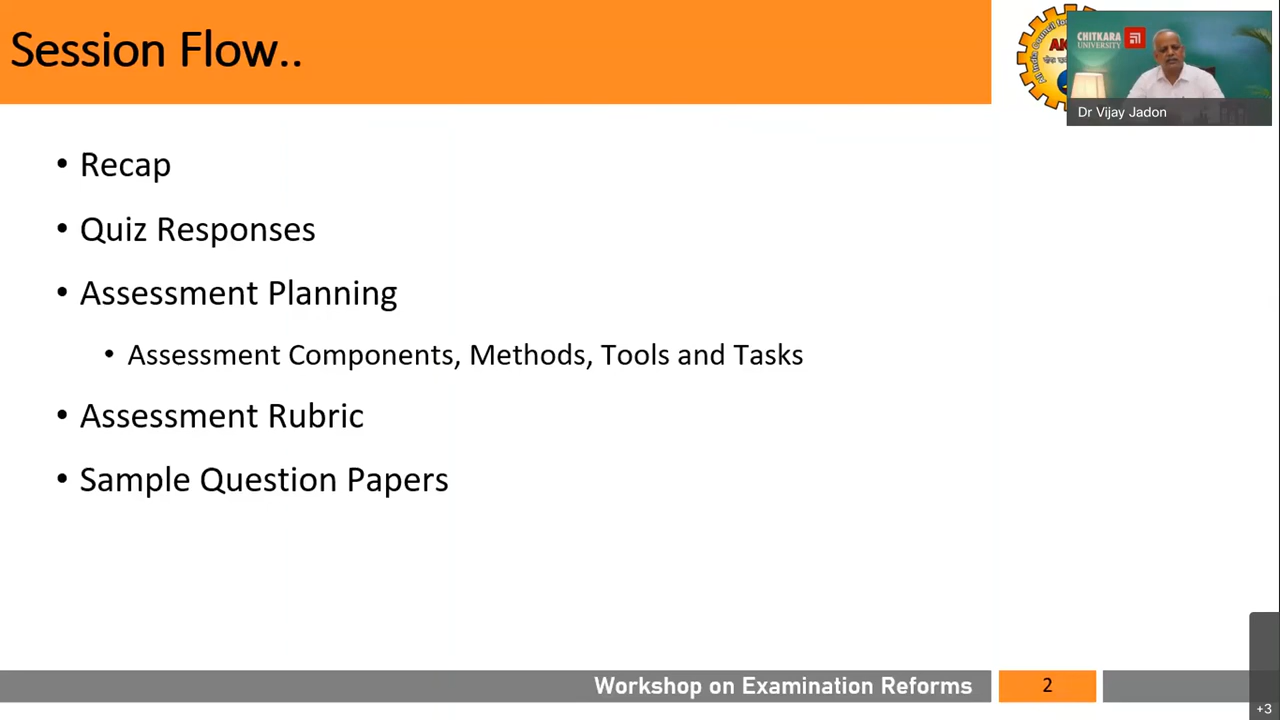 Session Flow..
CHITKARA
UNIVERSITY
Dr Vijay Jadon
• Recap
• Quiz Responses
• Assessment Planning
• Assessment Components, Methods, Tools and Tasks
• Assessment Rubric
• Sample Question Papers
Workshop on Examination Reforms
2
+3